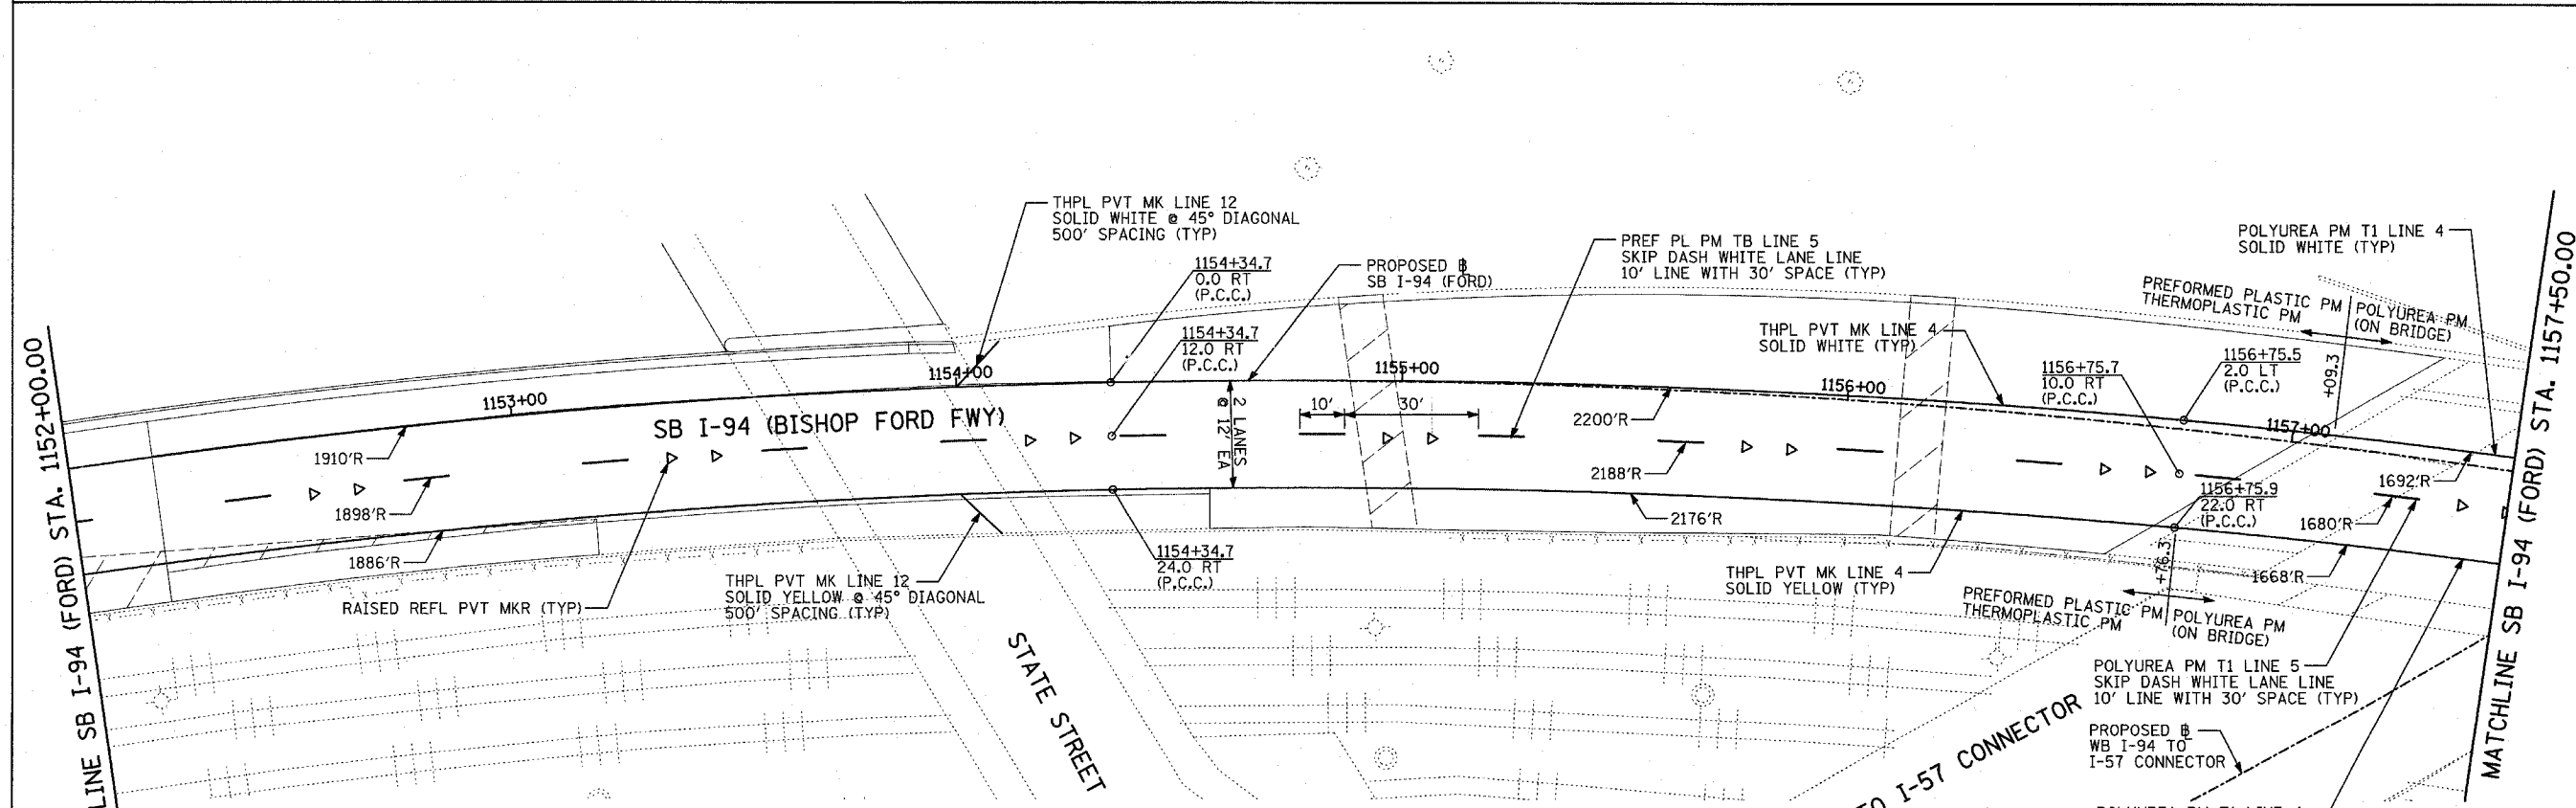 THPL PVT MK LINE 12
SOLID WHITE @ 45° DIAGONAL
500' SPACING (TYP)
1154+34.7
0.0 RT
(P.C.C.)
1154+34.7
12.0 RT
(P.C.C.)
PROPOSED B
SB I-94 (FORD)
PREF PL PM TB LINE 5
SKIP DASH WHITE LANE LINE
10' LINE WITH 30' SPACE (TYP)
THPL PVT MK LINE 4
SOLID WHITE (TYP)
POLYUREA PM T1 LINE 4
SOLID WHITE (TYP)
PREFORMED PLASTIC PM
THERMOPLASTIC PM
POLYUREA PM
(ON BRIDGE)
+09.3
1156+75.7
10.0 RT
(P.C.C.)
1156+75.5
2.0 LT
(P.C.C.)
LINE SB I-94 (FORD) STA. 1152+00.00
1153+00
1154+00
1155+00
1156+00
1157+00
SB I-94 (BISHOP FORD FWY)
2 LANES
@ 12' EA
10'
30'
1910'R
1898'R
1886'R
2200'R
2188'R
2176'R
1692'R
1680'R
1668'R
1156+75.9
22.0 RT
(P.C.C.)
RAISED REFL PVT MKR (TYP)
THPL PVT MK LINE 12
SOLID YELLOW @ 45° DIAGONAL
500' SPACING (TYP)
1154+34.7
24.0 RT
(P.C.C.)
STATE STREET
THPL PVT MK LINE 4
SOLID YELLOW (TYP)
+76.3
PREFORMED PLASTIC PM
THERMOPLASTIC PM
POLYUREA PM
(ON BRIDGE)
POLYUREA PM T1 LINE 5
SKIP DASH WHITE LANE LINE
10' LINE WITH 30' SPACE (TYP)
PROPOSED B
WB I-94 TO
I-57 CONNECTOR
TO I-57 CONNECTOR
MATCHLINE SB I-94 (FORD) STA. 1157+50.00
POLYUREA PM T1 LINE 4